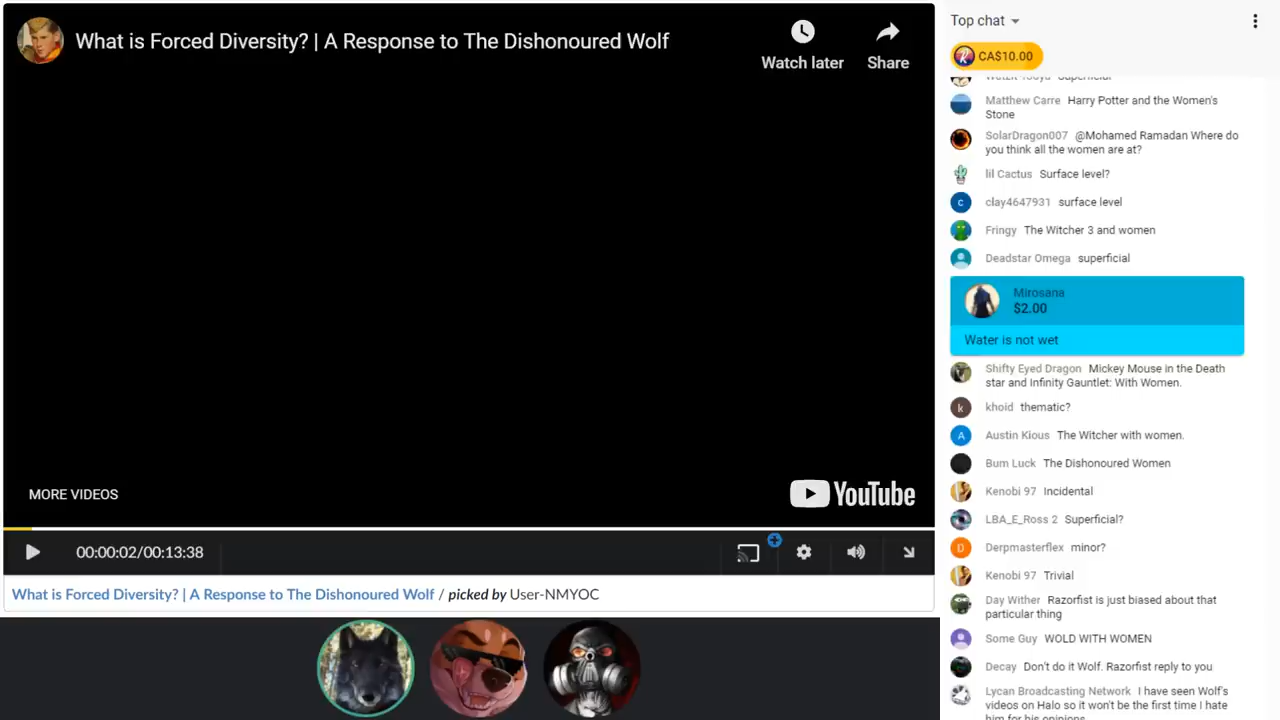 What is Forced Diversity? | A Response to The Dishonoured Wolf
Watch later
Share
MORE VIDEOS
YouTube
00:00:02/00:13:38
What is Forced Diversity? | A Response to The Dishonoured Wolf / picked by User-NMYOC
Top chat
CA$10.00
Matthew Carre Harry Potter and the Women's
Stone
SolarDragon007 @Mohamed Ramadan Where do
you think all the women are at?
lil Cactus Surface level?
c
clay4647931 surface level
Fringy The Witcher 3 and women
Deadstar Omega superficial
Mirosana
$2.00
Water is not wet
Shifty Eyed Dragon Mickey Mouse in the Death
star and Infinity Gauntlet: With Women.
k
khoid thematic?
A
Austin Kious The Witcher with women.
Bum Luck The Dishonoured Women
Kenobi 97 Incidental
LBA_E_Ross 2 Superficial?
D
Derpmasterflex minor?
Kenobi 97 Trivial
Day Wither Razorfist is just biased about that
particular thing
Some Guy WOLD WITH WOMEN
Decay Don't do it Wolf. Razorfist reply to you
Lycan Broadcasting Network I have seen Wolf's
videos on Halo so it won't be the first time I hate
him for his opinions